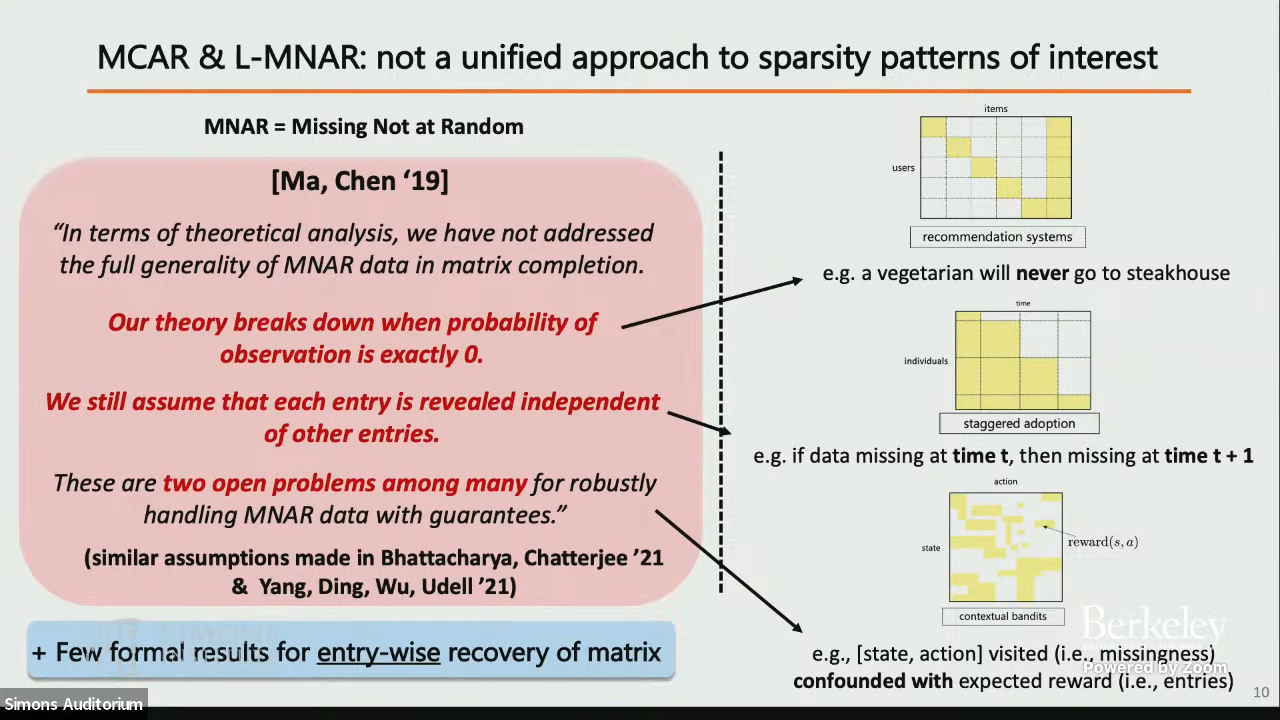 MCAR & L-MNAR: not a unified approach to sparsity patterns of interest
MNAR = Missing Not at Random
[Ma, Chen ‘19]
“In terms of theoretical analysis, we have not addressed
the full generality of MNAR data in matrix completion.
Our theory breaks down when probability of
observation is exactly 0.
We still assume that each entry is revealed independent
of other entries.
These are two open problems among many for robustly
handling MNAR data with guarantees.”
(similar assumptions made in Bhattacharya, Chatterjee ’21
& Yang, Ding, Wu, Udell ’21)
+ Few formal results for entry-wise recovery of matrix
items
users
recommendation systems
e.g. a vegetarian will never go to steakhouse
time
individuals
staggered adoption
e.g. if data missing at time t, then missing at time t + 1
action
state
reward(s, a)
contextual bandits
e.g., [state, action] visited (i.e., missingness)
confounded with expected reward (i.e., entries)
Berkeley
Powered by Zoom
Simons Auditorium
10